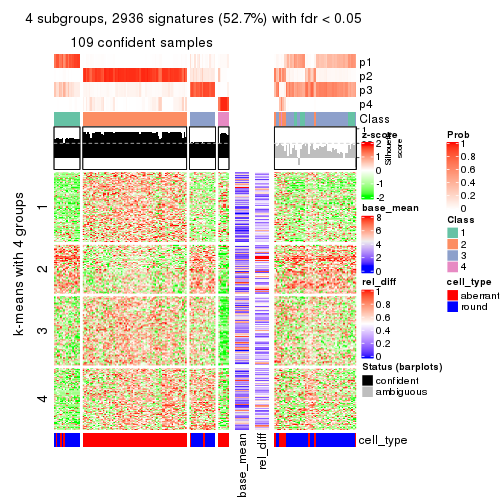 4 subgroups, 2936 signatures (52.7%) with fdr < 0.05
109 confident samples
p1
p2
p3
p4
Class
1
Silhouette score
z-score
2
1
0
-1
-2
base_mean
8
6
4
2
0
rel_diff
1
0.8
0.6
0.4
0.2
0
Status (barplots)
confident
ambiguous
Prob
1
0.8
0.6
0.4
0.2
0
Class
1
2
3
4
cell_type
aberrant
round
k-means with 4 groups
1
2
3
4
cell_type
base_mean
rel_diff